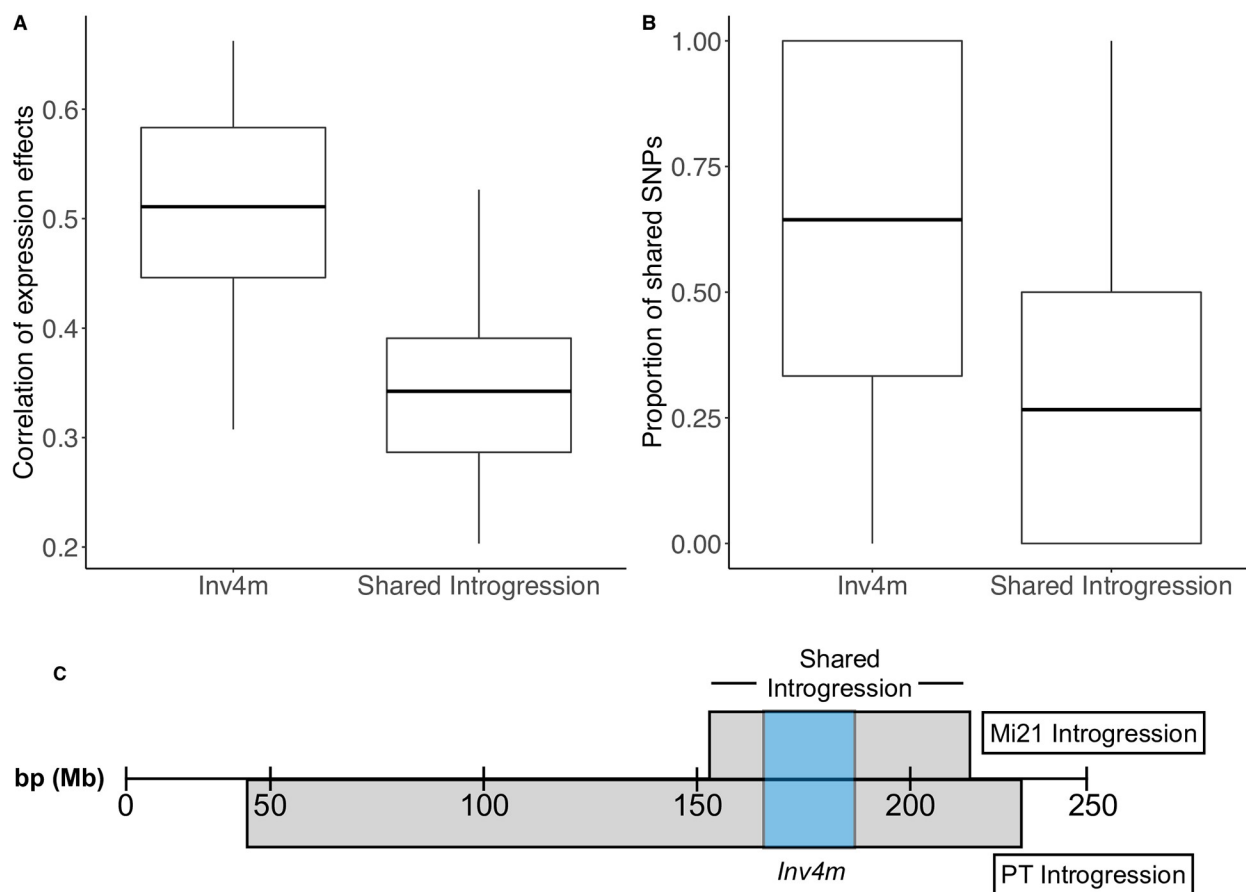 A
Correlation of expression effects
0.6
0.5
0.4
0.3
0.2
Inv4m
Shared Introgression
B
Proportion of shared SNPs
1.00
0.75
0.50
0.25
0.00
Inv4m
Shared Introgression
C
Shared
Introgression
Mi21 Introgression
bp (Mb)
0 50 100 150 200 250
Inv4m
PT Introgression